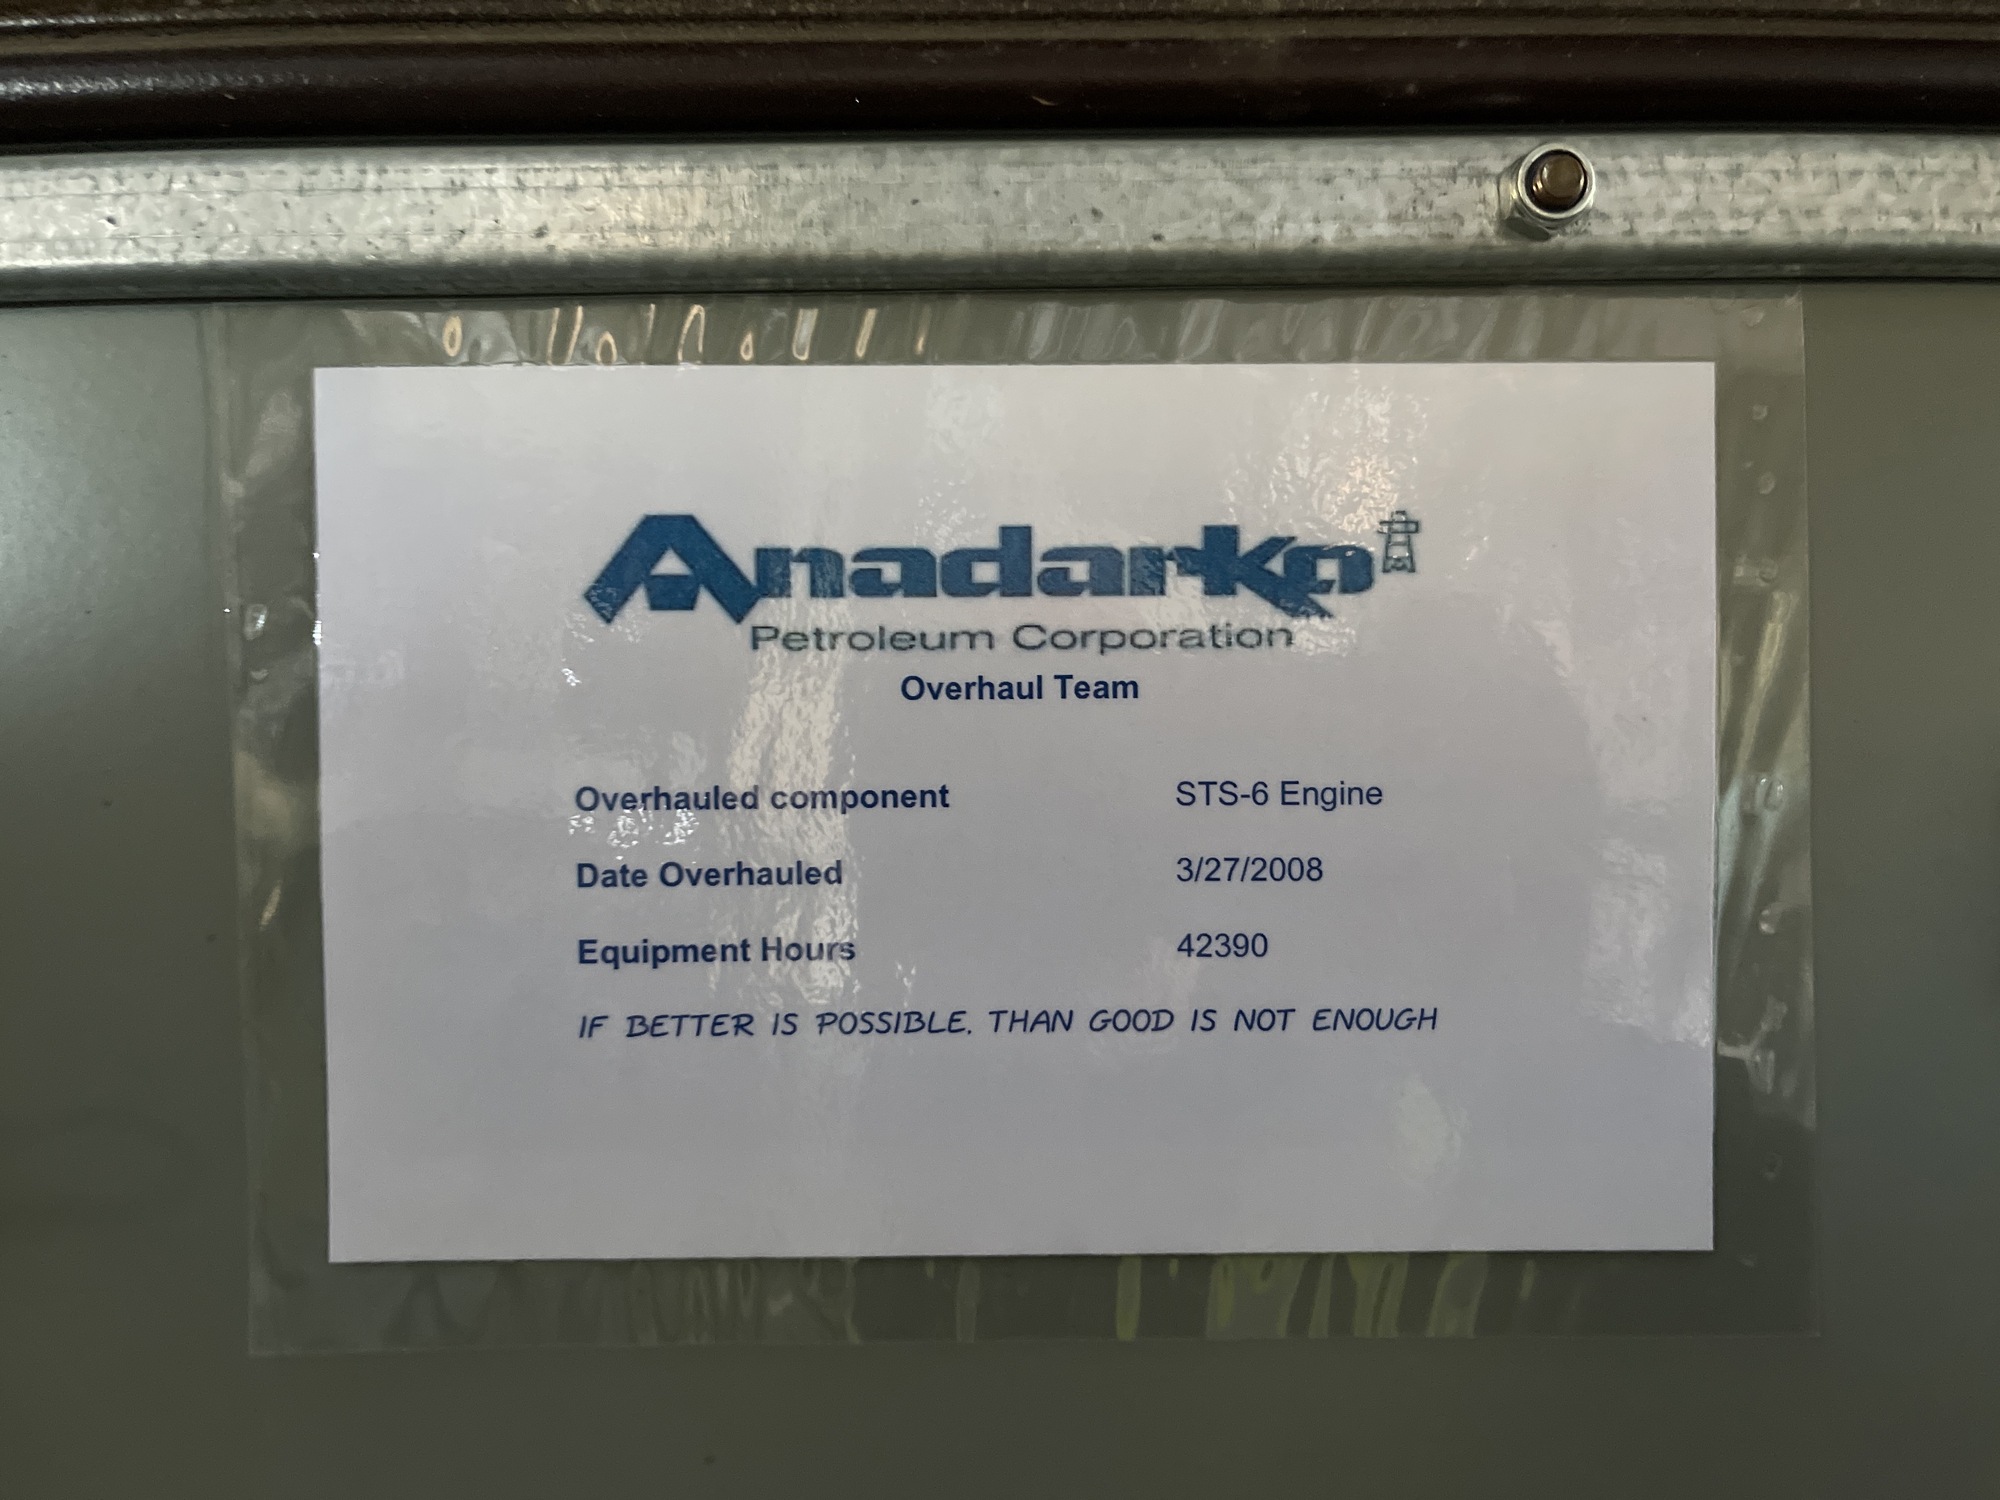 Anadarko
Petroleum Corporation
Overhaul Team
Overhauled component STS-6 Engine
Date Overhauled 3/27/2008
Equipment Hours 42390
IF BETTER IS POSSIBLE, THAN GOOD IS NOT ENOUGH